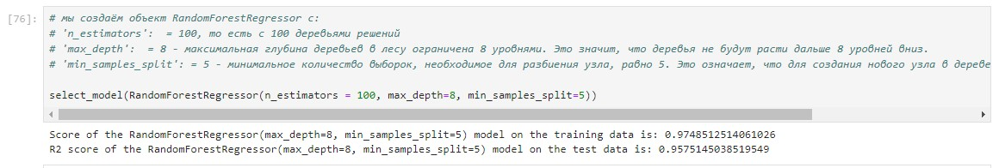 [76]:
# мы создаём объект RandomForestRegressor с:
# 'n_estimators':  = 100, то есть с 100 деревьями решений
# 'max_depth':  = 8 - максимальная глубина деревьев в лесу ограничена 8 уровнями. Это значит, что деревья не будут расти дальше 8 уровней вниз.
# 'min_samples_split': = 5 - минимальное количество выборок, необходимое для разбиения узла, равно 5. Это означает, что для создания нового узла в дереве
select_model(RandomForestRegressor(n_estimators = 100, max_depth=8, min_samples_split=5))
Score of the RandomForestRegressor(max_depth=8, min_samples_split=5) model on the training data is: 0.9748512514061026
R2 score of the RandomForestRegressor(max_depth=8, min_samples_split=5) model on the test data is: 0.9575145038519549